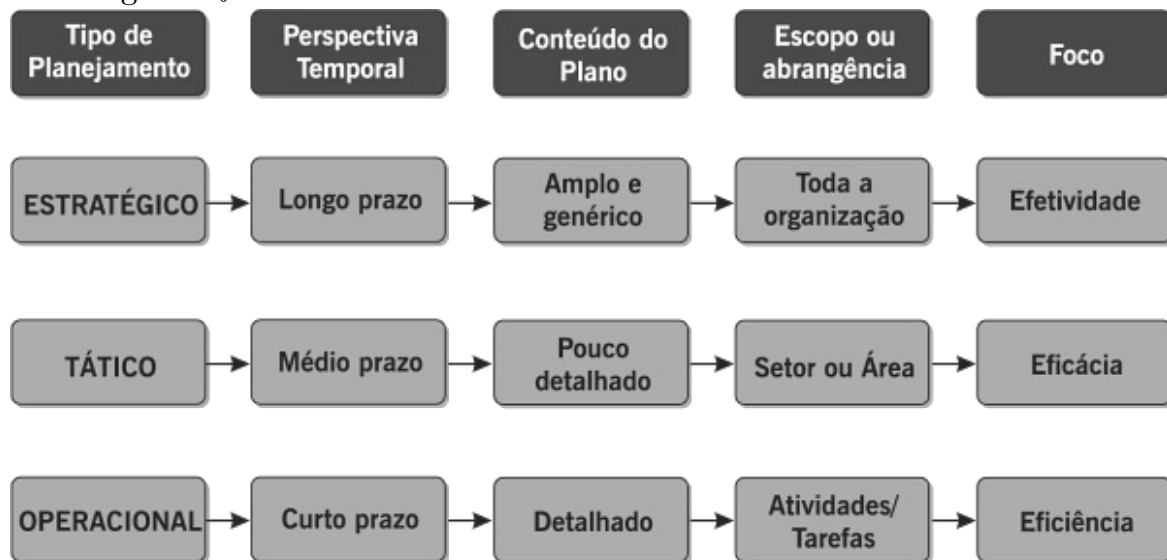 Tipo de
Planejamento
Perspectiva
Temporal
Conteúdo do
Plano
Escopo ou
abrangência
Foco
ESTRATÉGICO
Longo prazo
Amplo e
genérico
Toda a
organização
Efetividade
TÁTICO
Médio prazo
Pouco
detalhado
Setor ou Área
Eficácia
OPERACIONAL
Curto prazo
Detalhado
Atividades/
Tarefas
Eficiência